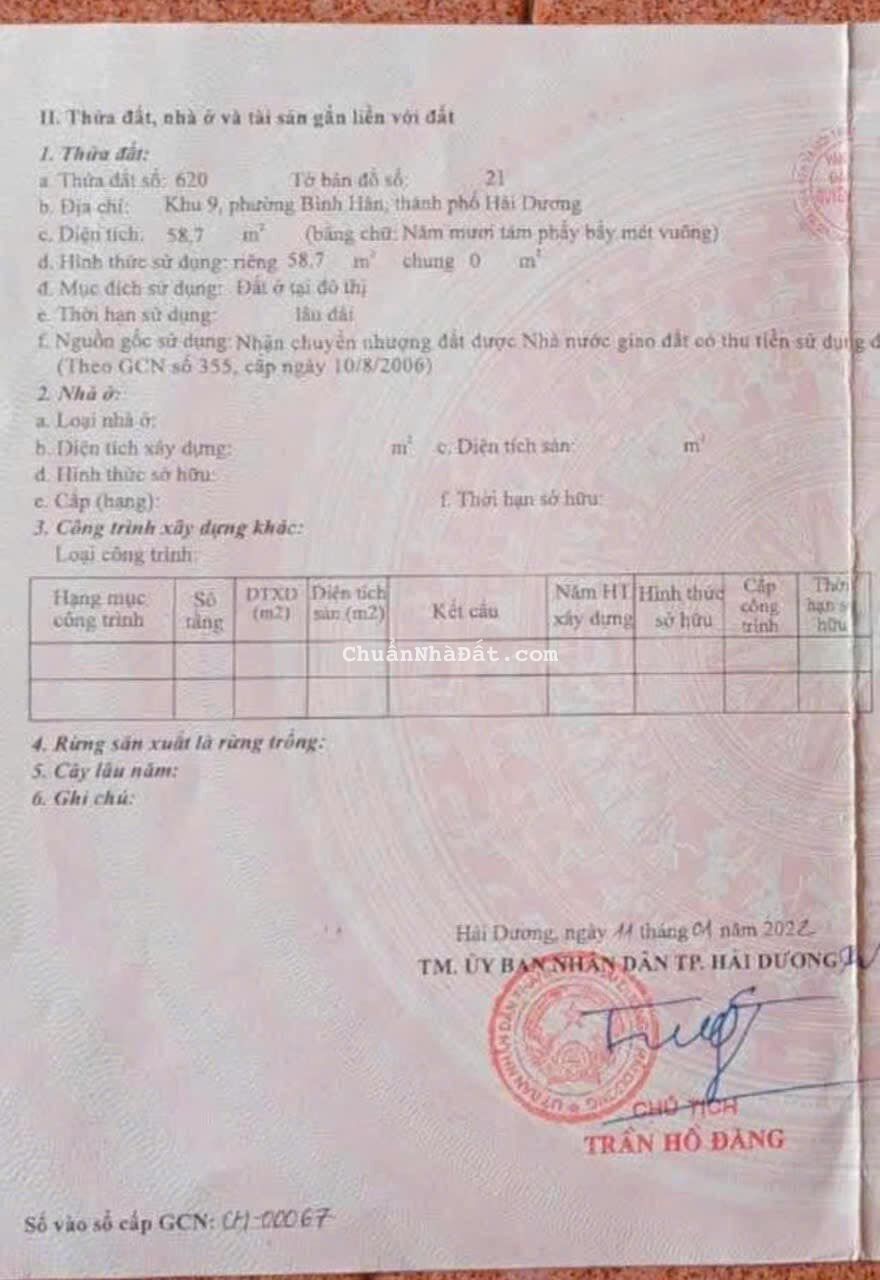 II. Thửa đất, nhà ở và tài sản gắn liền với đất
1. Thửa đất:
a. Thửa đất số: 620 Tờ bản đồ số: 21
b. Địa chỉ: Khu 9, phường Bình Hàn, thành phố Hải Dương
c. Diện tích: 58,7 m² (bằng chữ: Năm mươi tám phẩy bẩy mét vuông)
d. Hình thức sử dụng: riêng 58,7 m² chung 0 m²
đ. Mục đích sử dụng: Đất ở tại đô thị
e. Thời hạn sử dụng: lâu dài
f. Nguồn gốc sử dụng: Nhận chuyển nhượng đất được Nhà nước giao đất có thu tiền sử dụng đ
(Theo GCN số 355, cấp ngày 10/8/2006)
2. Nhà ở:
a. Loại nhà ở:
b. Diện tích xây dựng: m² c. Diện tích sàn: m²
d. Hình thức sở hữu:
e. Cấp (hạng): f. Thời hạn sở hữu:
3. Công trình xây dựng khác:
Loại công trình:
Hạng mục công trình Số tầng DTXD (m2) Diện tích sàn (m2) Kết cấu Năm HT xây dựng Hình thức sở hữu Cấp công trình Thời hạn sở hữu
ChuẩnNhàĐất.com
4. Rừng sản xuất là rừng trồng:
5. Cây lâu năm:
6. Ghi chú:
Hải Dương, ngày 11 tháng 01 năm 2022
TM. ỦY BAN NHÂN DÂN TP. HẢI DƯƠNG
CHỦ TỊCH
TRẦN HỒ ĐĂNG
Số vào sổ cấp GCN: CH-00067